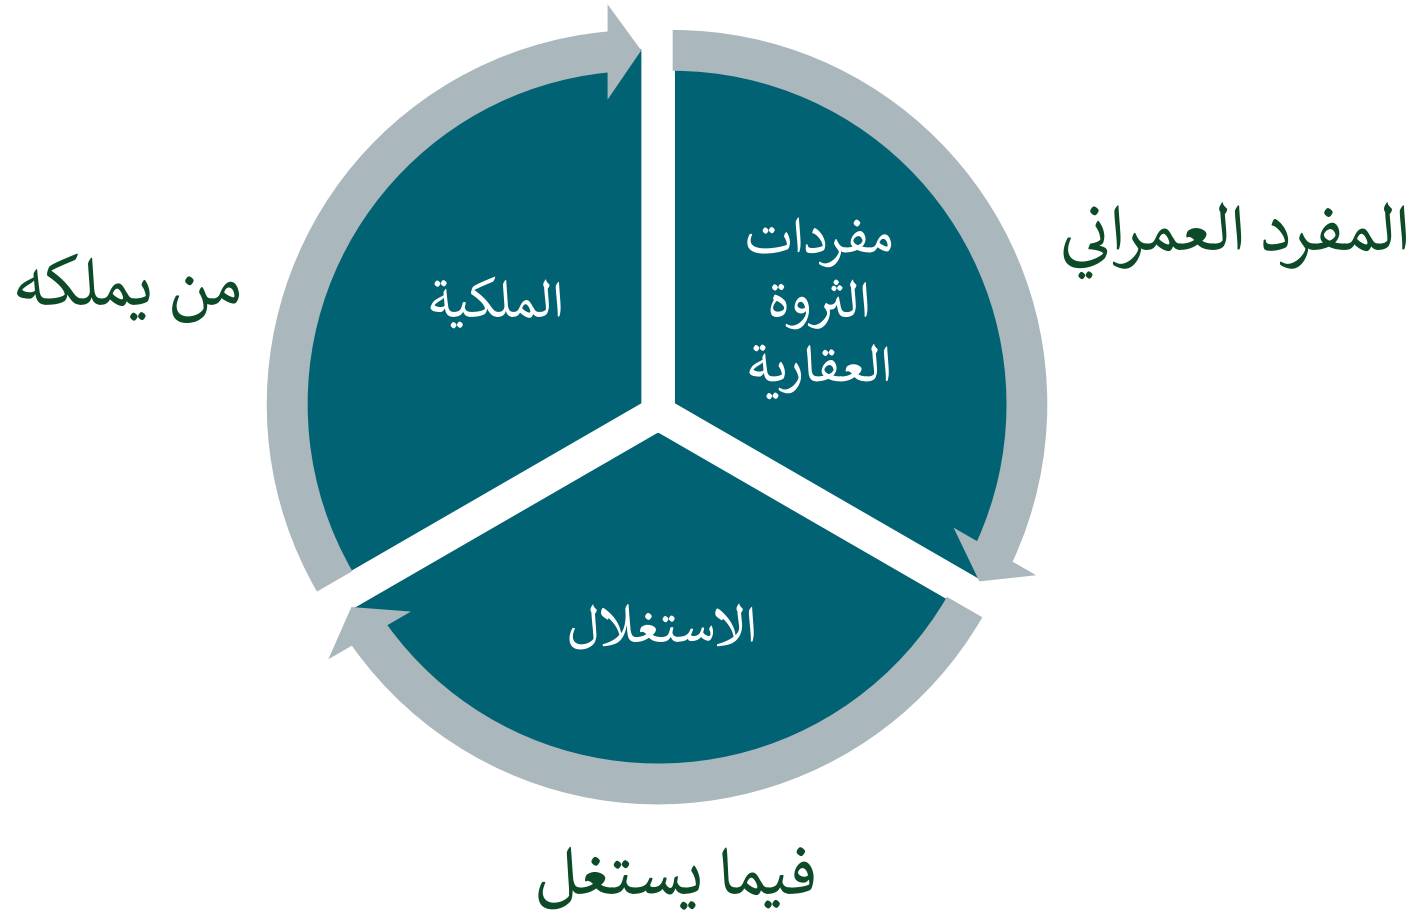 المفرد العمراني
مفردات
الثروة
العقارية
الملكية
من يملكه
الاستغلال
فيما يستغل